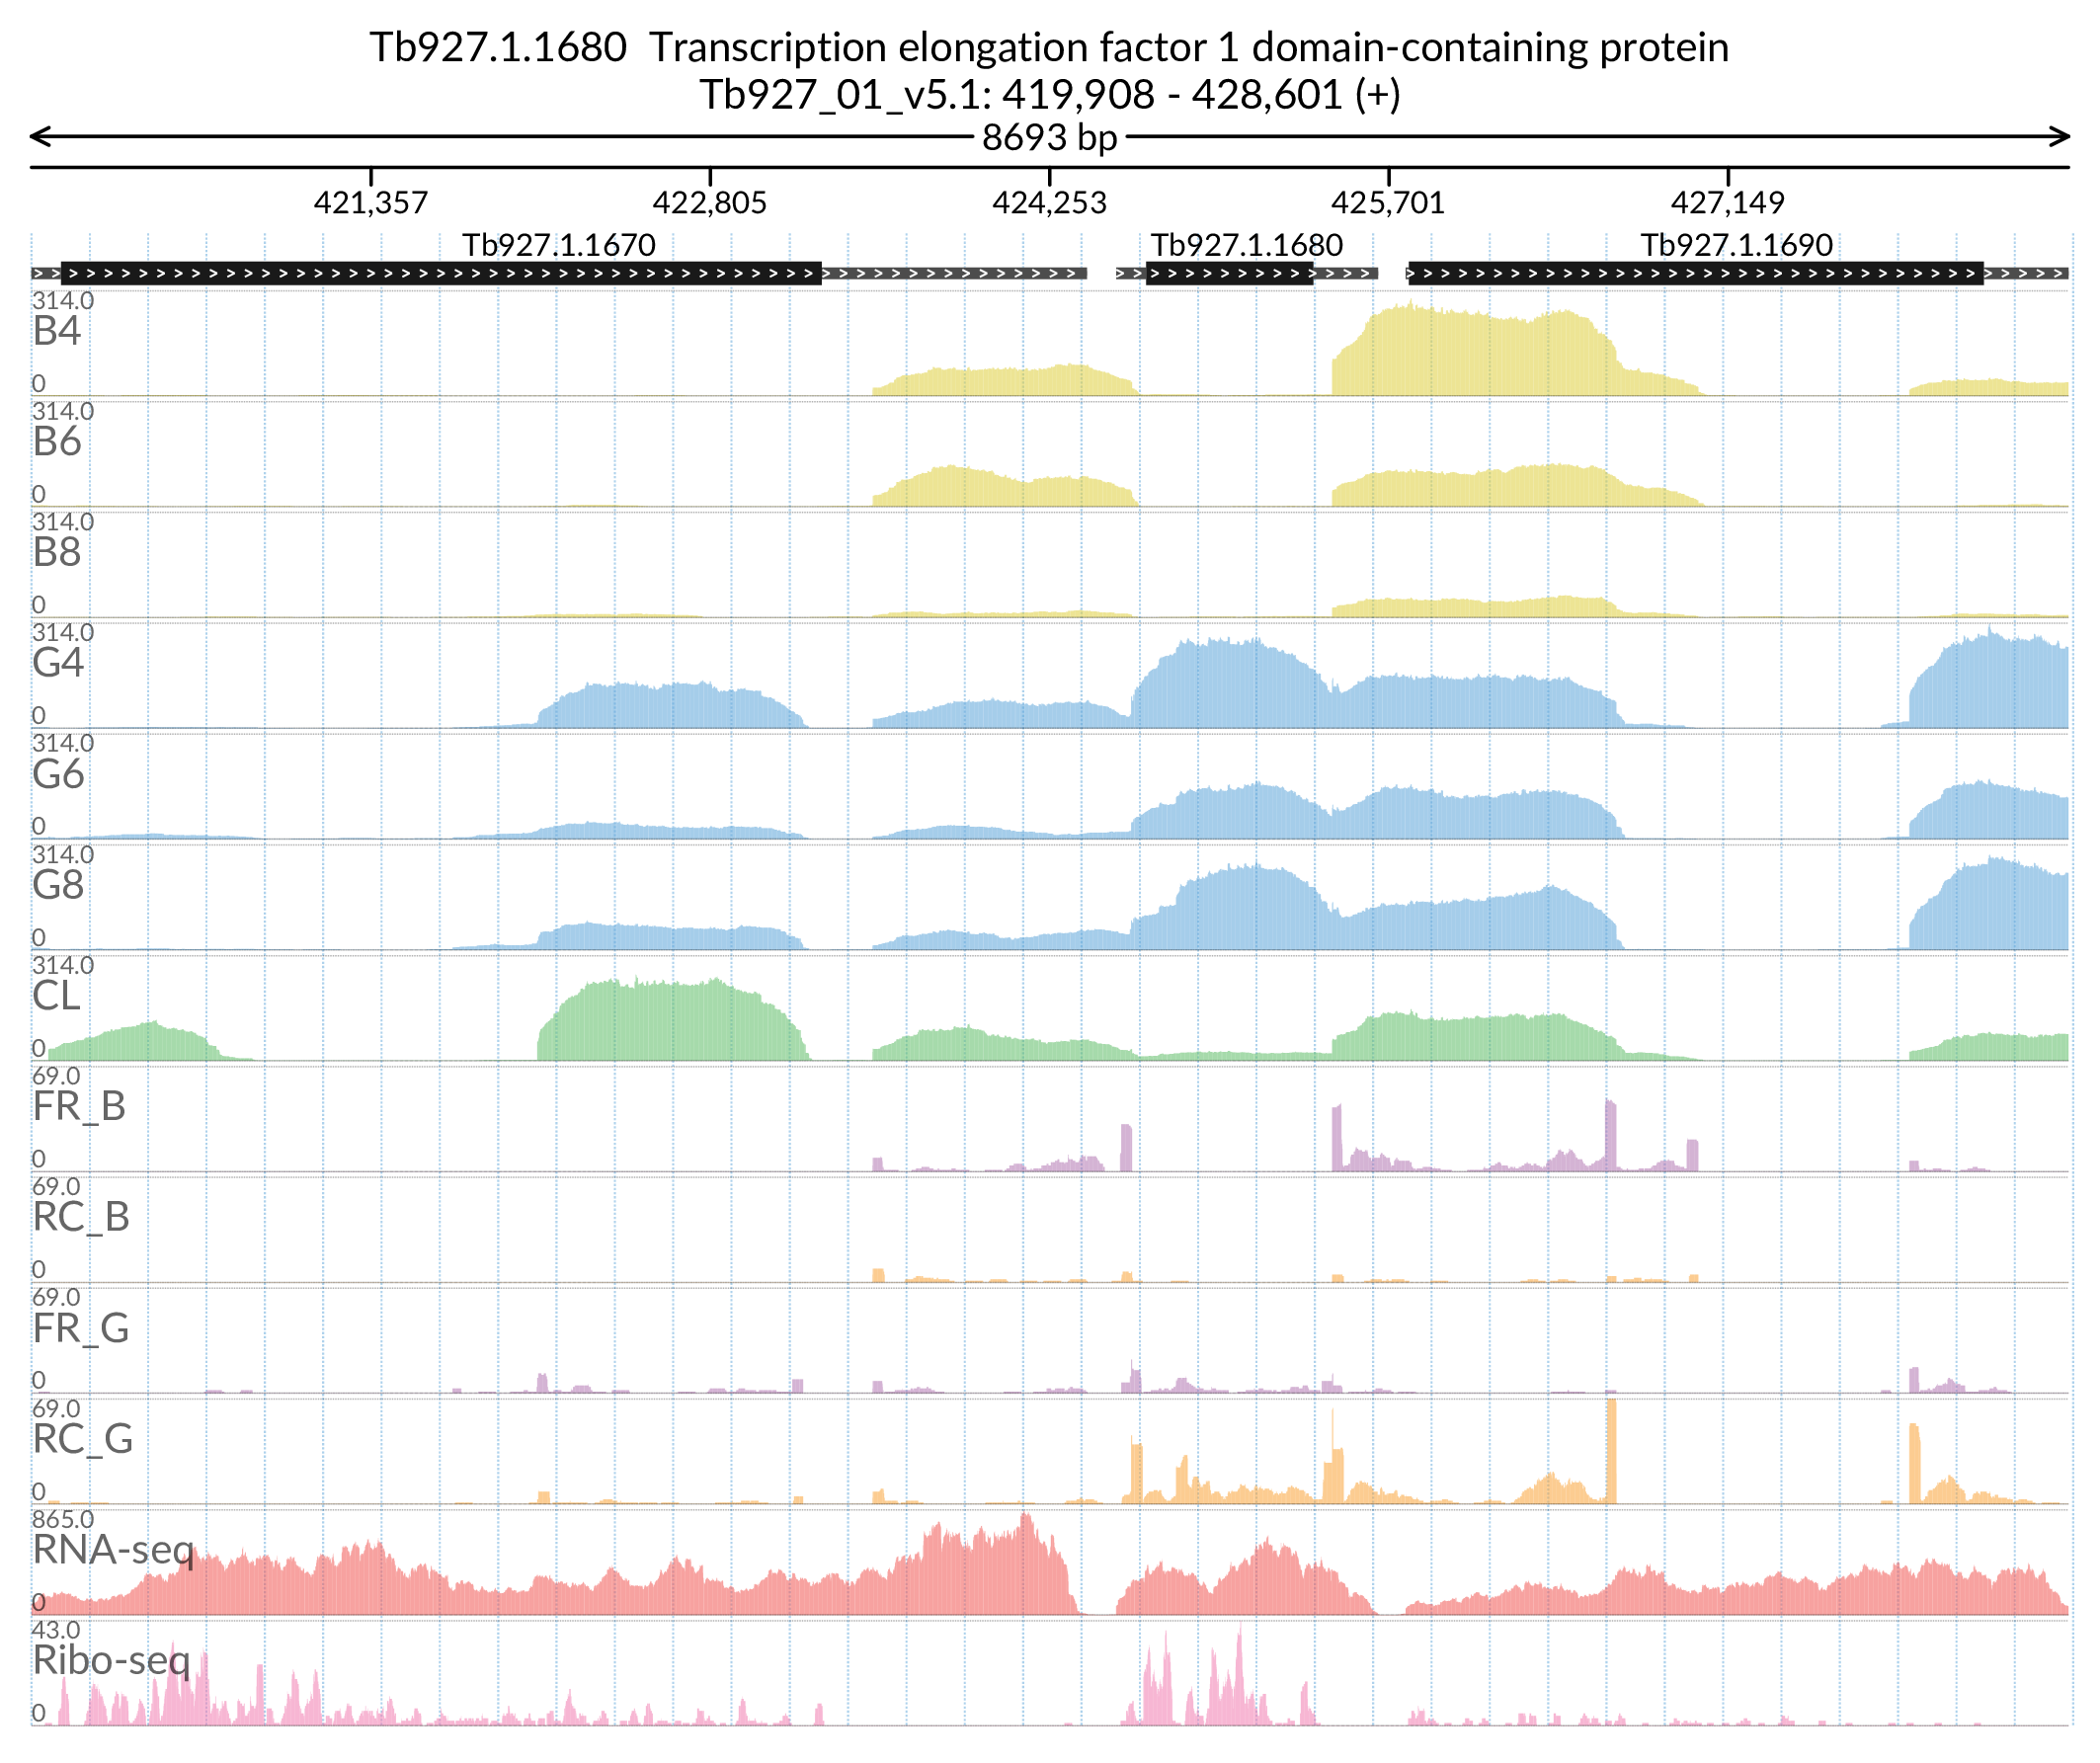 Tb927.1.1680  Transcription elongation factor 1 domain-containing protein
Tb927_01_v5.1: 419,908 - 428,601 (+)
8693 bp
421,357 422,805 424,253 425,701 427,149
Tb927.1.1670 Tb927.1.1680 Tb927.1.1690
314.0
B4
0
314.0
B6
0
314.0
B8
0
314.0
G4
0
314.0
G6
0
314.0
G8
0
314.0
CL
0
69.0
FR_B
0
69.0
RC_B
0
69.0
FR_G
0
69.0
RC_G
0
865.0
RNA-seq
0
43.0
Ribo-seq
0